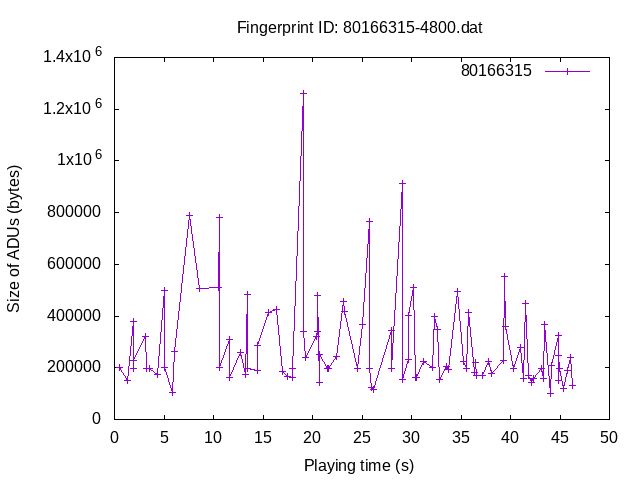 Fingerprint ID: 80166315-4800.dat
80166315
Size of ADUs (bytes)
1.4x10^6
1.2x10^6
1x10^6
800000
600000
400000
200000
0
0 5 10 15 20 25 30 35 40 45 50
Playing time (s)